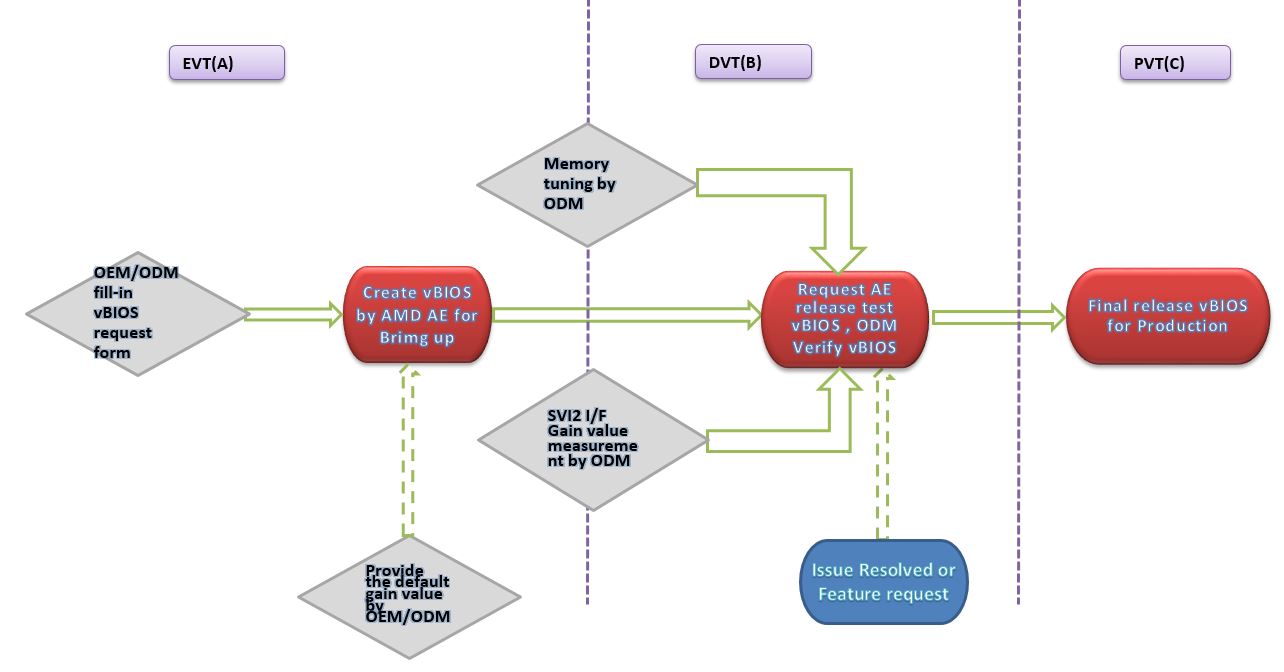 EVT(A)
DVT(B)
PVT(C)
Memory
tuning by
ODM
OEM/ODM
fill-in
vBIOS
request
form
Create vBIOS
by AMD AE for
Brimg up
Request AE
release test
vBIOS , ODM
Verify vBIOS
Final release vBIOS
for Production
SVI2 I/F
Gain value
measureme
nt by ODM
Provide
the default
gain value
by
OEM/ODM
Issue Resolved or
Feature request